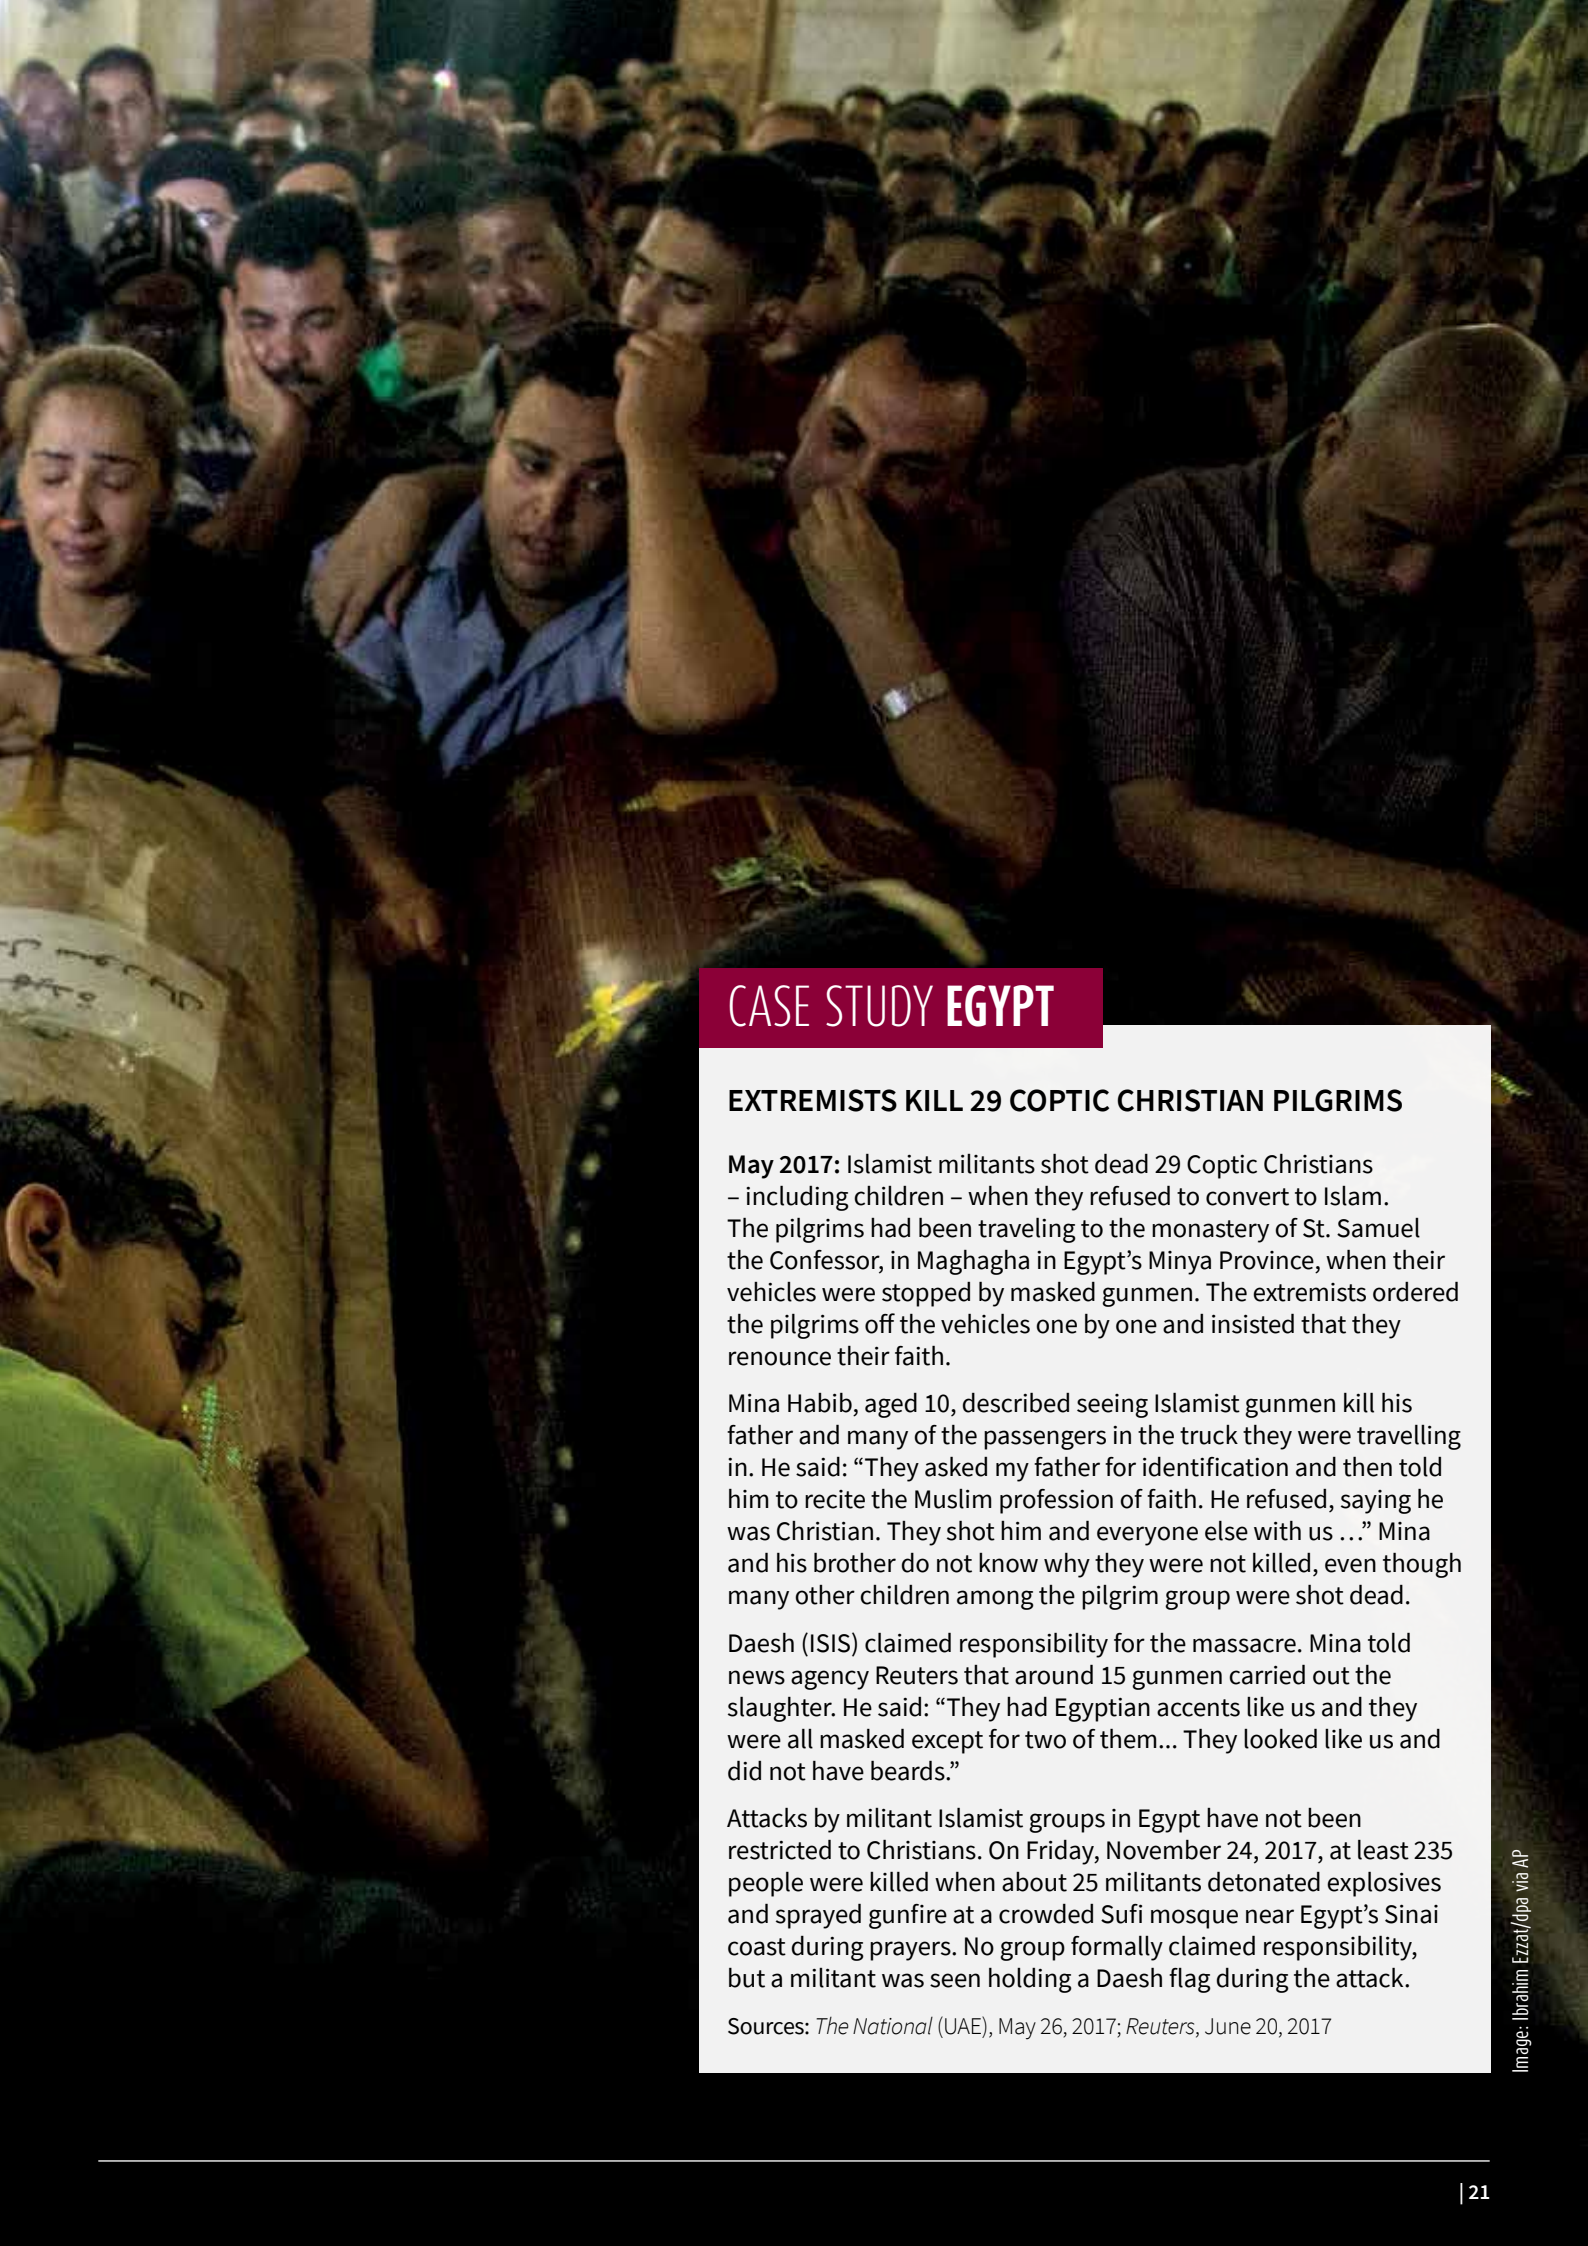 CASE STUDY EGYPT
EXTREMISTS KILL 29 COPTIC CHRISTIAN PILGRIMS
May 2017: Islamist militants shot dead 29 Coptic Christians
– including children – when they refused to convert to Islam.
The pilgrims had been traveling to the monastery of St. Samuel
the Confessor, in Maghagha in Egypt’s Minya Province, when their
vehicles were stopped by masked gunmen. The extremists ordered
the pilgrims off the vehicles one by one and insisted that they
renounce their faith.
Mina Habib, aged 10, described seeing Islamist gunmen kill his
father and many of the passengers in the truck they were travelling
in. He said: “They asked my father for identification and then told
him to recite the Muslim profession of faith. He refused, saying he
was Christian. They shot him and everyone else with us …” Mina
and his brother do not know why they were not killed, even though
many other children among the pilgrim group were shot dead.
Daesh (ISIS) claimed responsibility for the massacre. Mina told
news agency Reuters that around 15 gunmen carried out the
slaughter. He said: “They had Egyptian accents like us and they
were all masked except for two of them... They looked like us and
did not have beards.”
Attacks by militant Islamist groups in Egypt have not been
restricted to Christians. On Friday, November 24, 2017, at least 235
people were killed when about 25 militants detonated explosives
and sprayed gunfire at a crowded Sufi mosque near Egypt’s Sinai
coast during prayers. No group formally claimed responsibility,
but a militant was seen holding a Daesh flag during the attack.
Sources: The National (UAE), May 26, 2017; Reuters, June 20, 2017
Image: Ibrahim Ezzat/dpa via AP
| 21